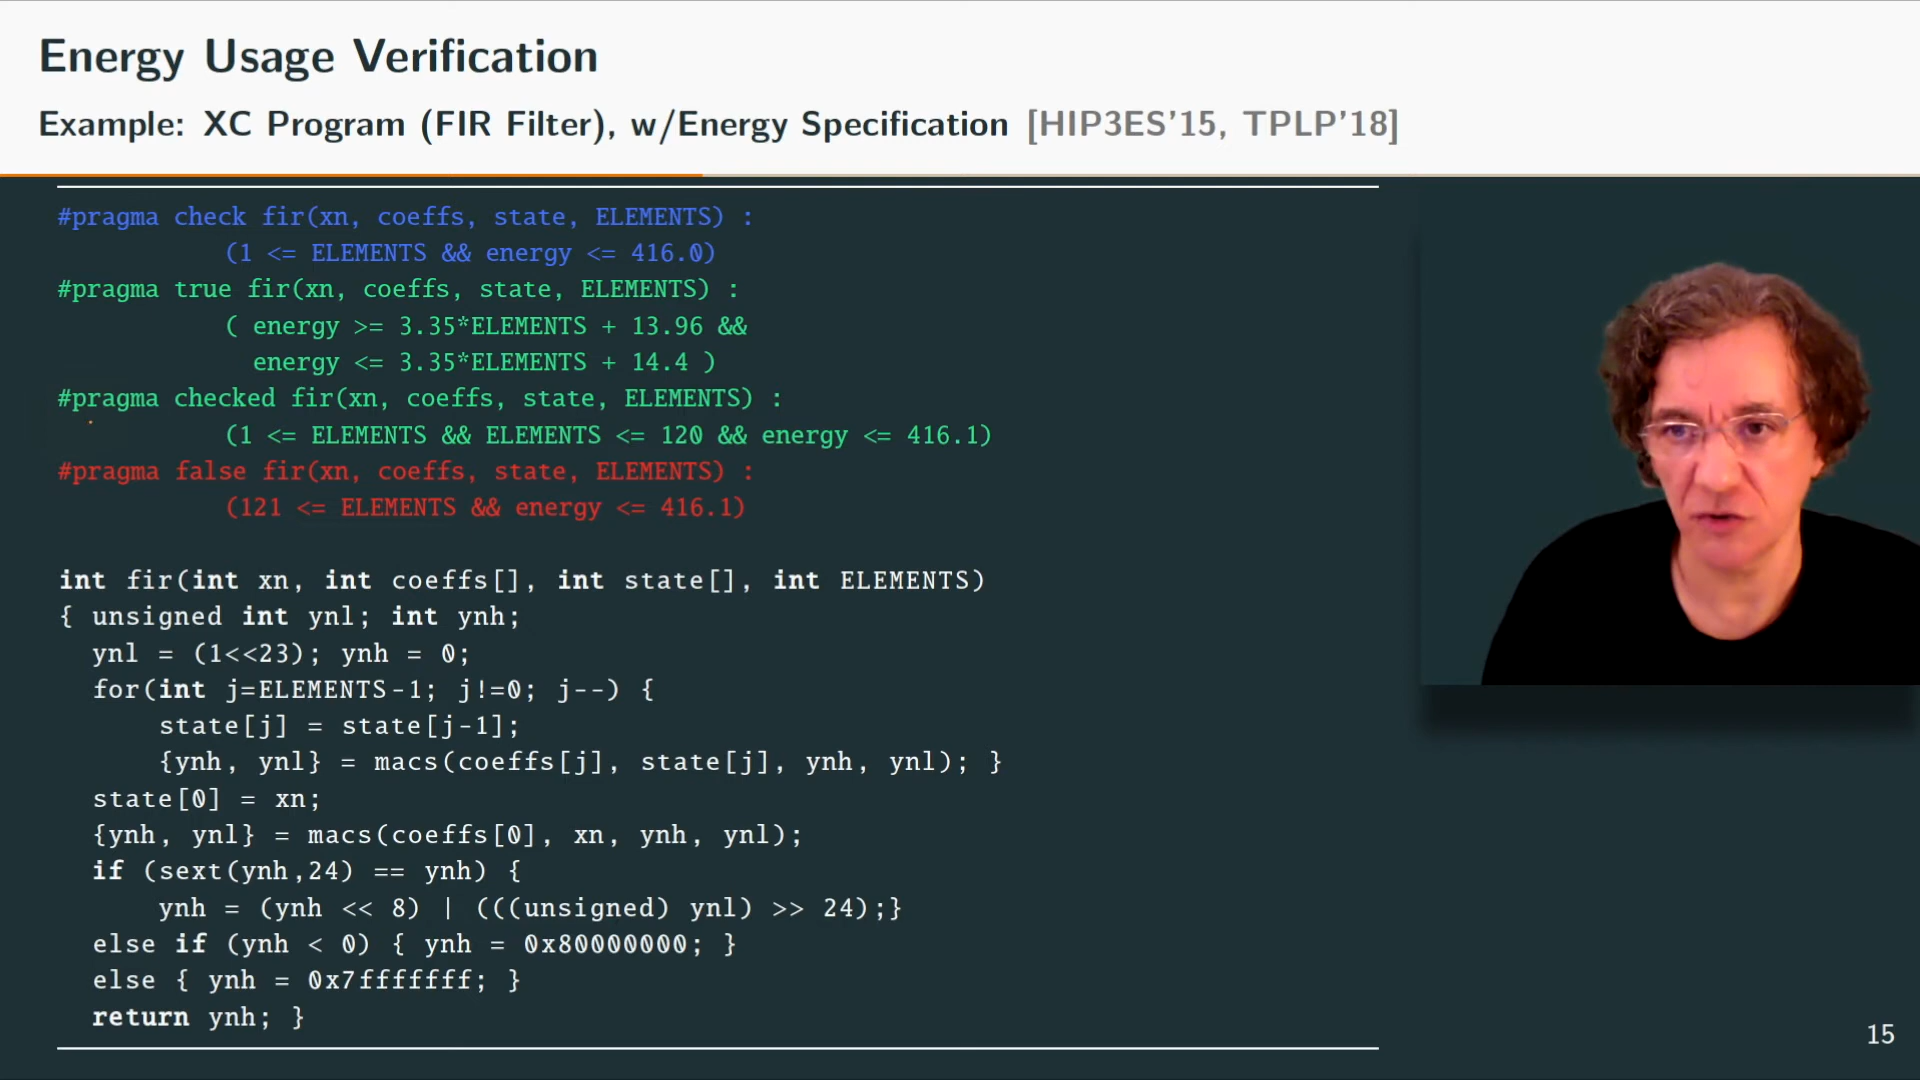 Energy Usage Verification
Example: XC Program (FIR Filter), w/Energy Specification [HIP3ES'15, TPLP'18]
#pragma check fir(xn, coeffs, state, ELEMENTS) :
(1 <= ELEMENTS && energy <= 416.0)
#pragma true fir(xn, coeffs, state, ELEMENTS) :
( energy >= 3.35*ELEMENTS + 13.96 &&
energy <= 3.35*ELEMENTS + 14.4 )
#pragma checked fir(xn, coeffs, state, ELEMENTS) :
(1 <= ELEMENTS && ELEMENTS <= 120 && energy <= 416.1)
#pragma false fir(xn, coeffs, state, ELEMENTS) :
(121 <= ELEMENTS && energy <= 416.1)
int fir(int xn, int coeffs[], int state[], int ELEMENTS)
{ unsigned int ynl; int ynh;
ynl = (1<<23); ynh = 0;
for(int j=ELEMENTS-1; j!=0; j--) {
state[j] = state[j-1];
{ynh, ynl} = macs(coeffs[j], state[j], ynh, ynl); }
state[0] = xn;
{ynh, ynl} = macs(coeffs[0], xn, ynh, ynl);
if (sext(ynh,24) == ynh) {
ynh = (ynh << 8) | (((unsigned) ynl) >> 24);}
else if (ynh < 0) { ynh = 0x80000000; }
else { ynh = 0x7fffffff; }
return ynh; }
15